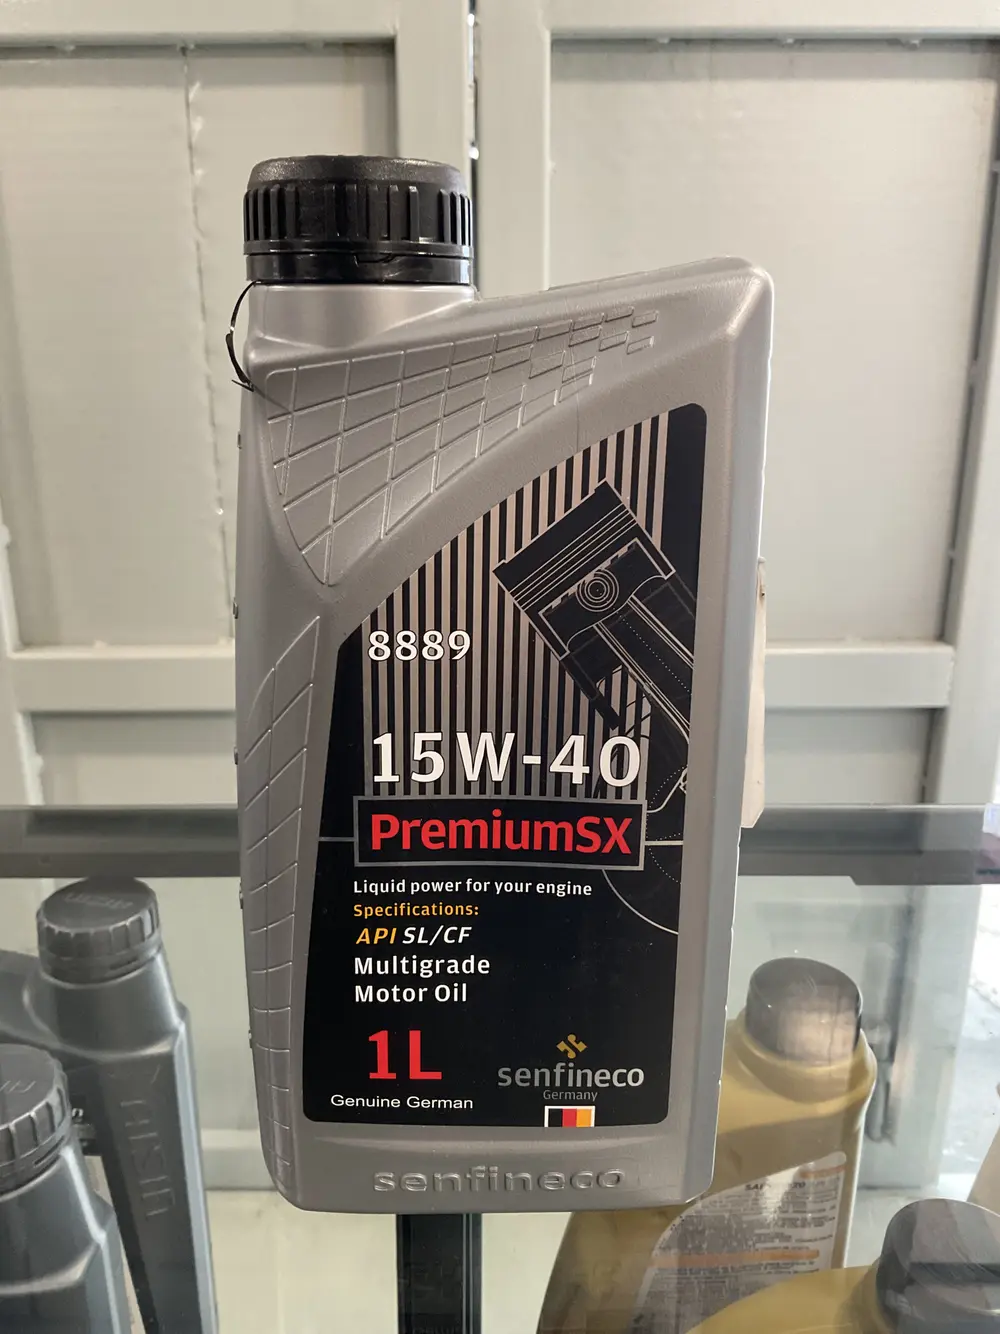 8889
15W-40
PremiumSX
Liquid power for your engine
Specifications:
API SL/CF
Multigrade
Motor Oil
1L
Genuine German
senfineco
Germany
senfineco